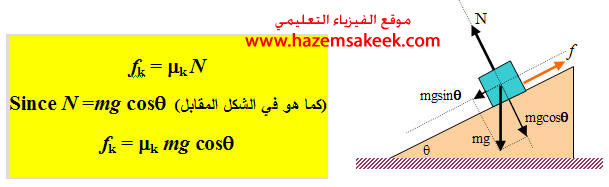 موقع الفيزياء التعليمي
www.hazemsakeek.com
fk = μk N
Since N =mg cosθ (كما هو في الشكل المقابل)
fk = μk mg cosθ
N
f
mgsinθ
mgcosθ
mg
θ